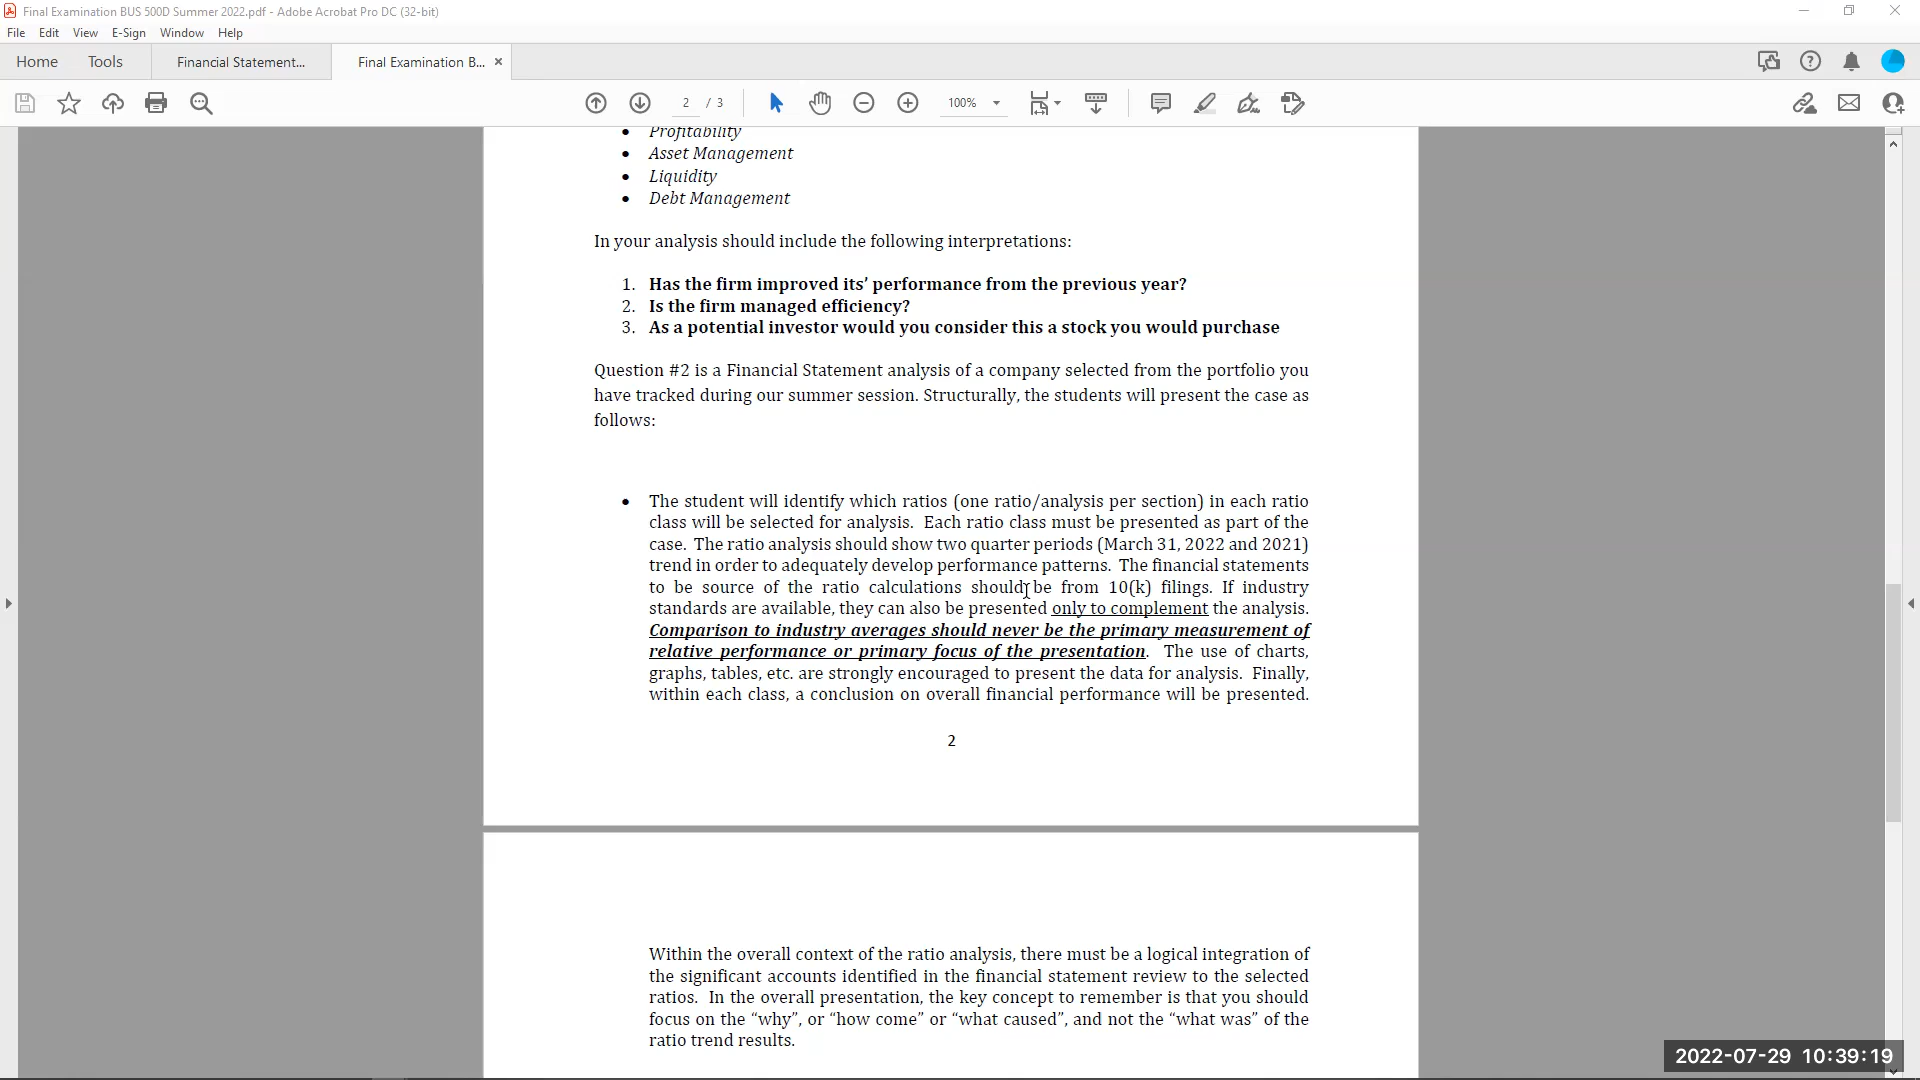 Final Examination BUS 500D Summer 2022.pdf - Adobe Acrobat Pro DC (32-bit)
File Edit View E-Sign Window Help
Home Tools Financial Statement... Final Examination B... ×
2 / 3 100%
• Profitability
• Asset Management
• Liquidity
• Debt Management
In your analysis should include the following interpretations:
1. Has the firm improved its’ performance from the previous year?
2. Is the firm managed efficiency?
3. As a potential investor would you consider this a stock you would purchase
Question #2 is a Financial Statement analysis of a company selected from the portfolio you
have tracked during our summer session. Structurally, the students will present the case as
follows:
• The student will identify which ratios (one ratio/analysis per section) in each ratio
class will be selected for analysis. Each ratio class must be presented as part of the
case. The ratio analysis should show two quarter periods (March 31, 2022 and 2021)
trend in order to adequately develop performance patterns. The financial statements
to be source of the ratio calculations should be from 10(k) filings. If industry
standards are available, they can also be presented only to complement the analysis.
Comparison to industry averages should never be the primary measurement of
relative performance or primary focus of the presentation. The use of charts,
graphs, tables, etc. are strongly encouraged to present the data for analysis. Finally,
within each class, a conclusion on overall financial performance will be presented.
2
Within the overall context of the ratio analysis, there must be a logical integration of
the significant accounts identified in the financial statement review to the selected
ratios. In the overall presentation, the key concept to remember is that you should
focus on the “why”, or “how come” or “what caused”, and not the “what was” of the
ratio trend results.
2022-07-29 10:39:19